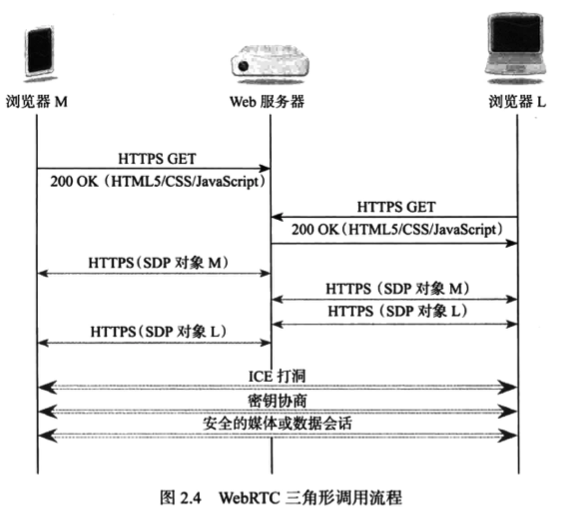 浏览器 M
Web 服务器
浏览器 L
HTTPS GET
200 OK（HTML5/CSS/JavaScript）
HTTPS GET
200 OK（HTML5/CSS/JavaScript）
HTTPS（SDP 对象 M）
HTTPS（SDP 对象 M）
HTTPS（SDP 对象 L）
HTTPS（SDP 对象 L）
ICE 打洞
密钥协商
安全的媒体或数据会话
图 2.4 WebRTC 三角形调用流程